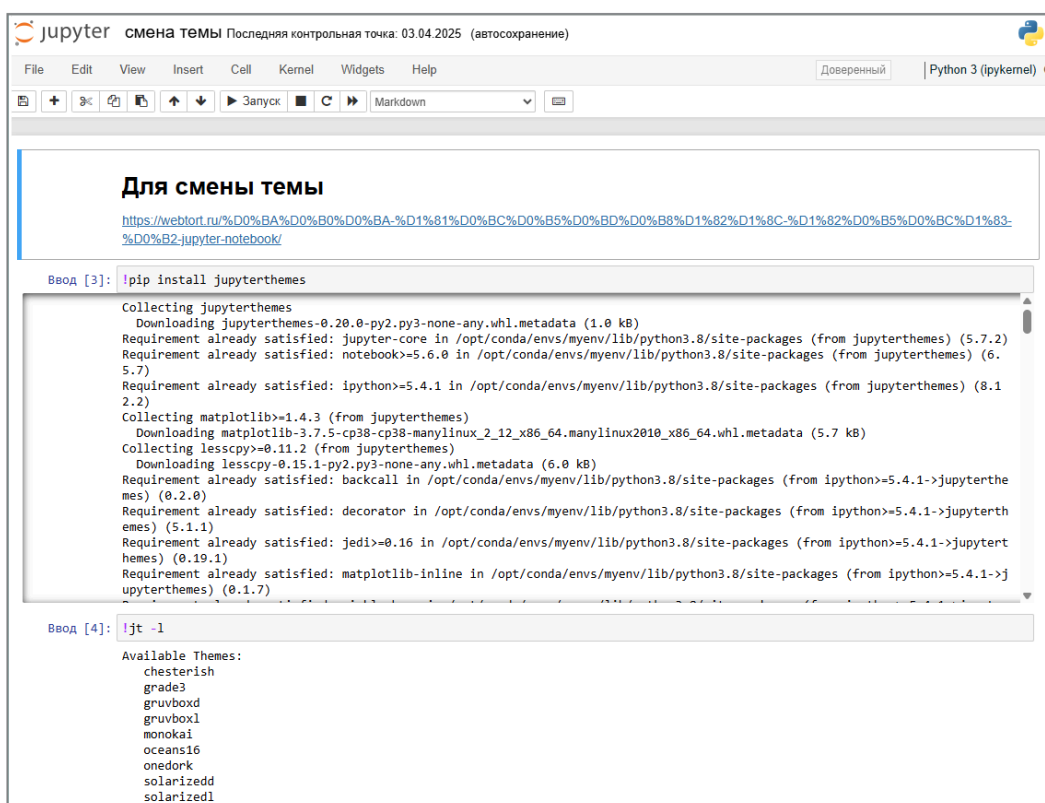 jupyter смена темы Последняя контрольная точка: 03.04.2025 (автосохранение)
File Edit View Insert Cell Kernel Widgets Help Доверенный Python 3 (ipykernel)
Запуск Markdown
Для смены темы
https://webtort.ru/%D0%BA%D0%B0%D0%BA-%D1%81%D0%BC%D0%B5%D0%BD%D0%B8%D1%82%D1%8C-%D1%82%D0%B5%D0%BC%D1%83-
%D0%B2-jupyter-notebook/
Ввод [3]: !pip install jupyterthemes
Collecting jupyterthemes
Downloading jupyterthemes-0.20.0-py2.py3-none-any.whl.metadata (1.0 kB)
Requirement already satisfied: jupyter-core in /opt/conda/envs/myenv/lib/python3.8/site-packages (from jupyterthemes) (5.7.2)
Requirement already satisfied: notebook>=5.6.0 in /opt/conda/envs/myenv/lib/python3.8/site-packages (from jupyterthemes) (6.
5.7)
Requirement already satisfied: ipython>=5.4.1 in /opt/conda/envs/myenv/lib/python3.8/site-packages (from jupyterthemes) (8.1
2.2)
Collecting matplotlib>=1.4.3 (from jupyterthemes)
Downloading matplotlib-3.7.5-cp38-cp38-manylinux_2_12_x86_64.manylinux2010_x86_64.whl.metadata (5.7 kB)
Collecting lesscpy>=0.11.2 (from jupyterthemes)
Downloading lesscpy-0.15.1-py2.py3-none-any.whl.metadata (6.0 kB)
Requirement already satisfied: backcall in /opt/conda/envs/myenv/lib/python3.8/site-packages (from ipython>=5.4.1->jupyterthe
mes) (0.2.0)
Requirement already satisfied: decorator in /opt/conda/envs/myenv/lib/python3.8/site-packages (from ipython>=5.4.1->jupyterth
emes) (5.1.1)
Requirement already satisfied: jedi>=0.16 in /opt/conda/envs/myenv/lib/python3.8/site-packages (from ipython>=5.4.1->jupytert
hemes) (0.19.1)
Requirement already satisfied: matplotlib-inline in /opt/conda/envs/myenv/lib/python3.8/site-packages (from ipython>=5.4.1->j
upyterthemes) (0.1.7)
Ввод [4]: !jt -l
Available Themes:
chesterish
grade3
gruvboxd
gruvboxl
monokai
oceans16
onedork
solarizedd
solarizedl